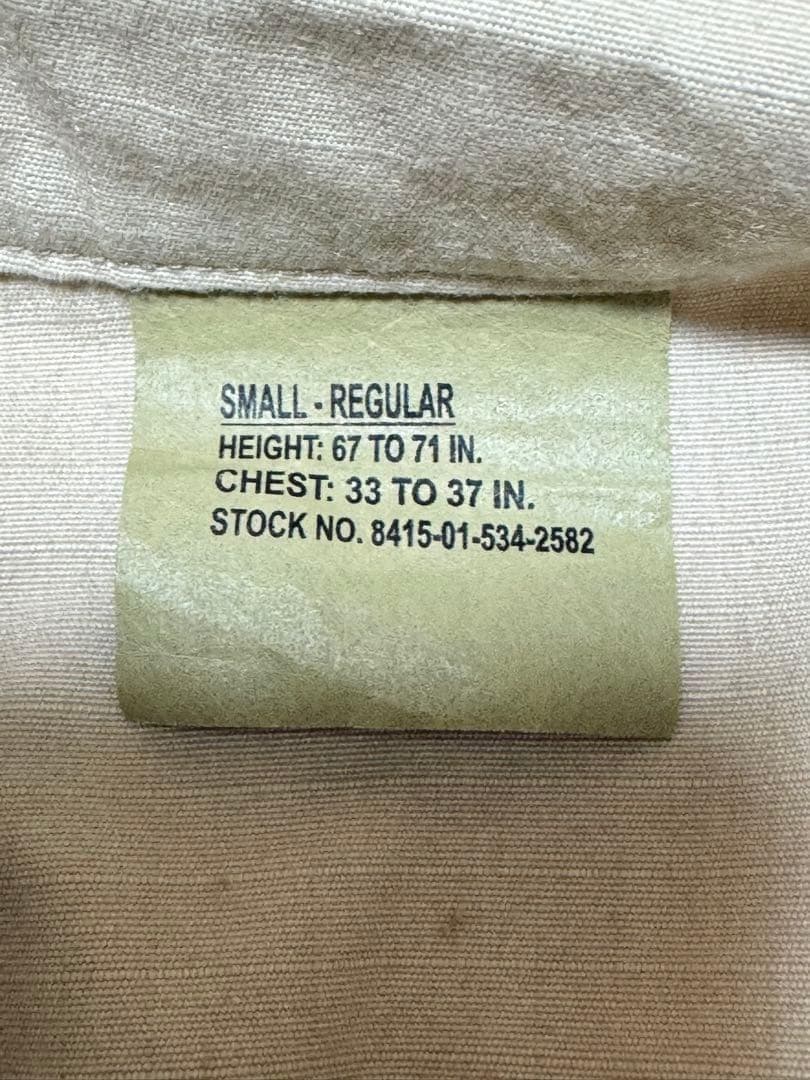 SMALL - REGULAR
HEIGHT: 67 TO 71 IN.
CHEST: 33 TO 37 IN.
STOCK NO. 8415-01-534-2582